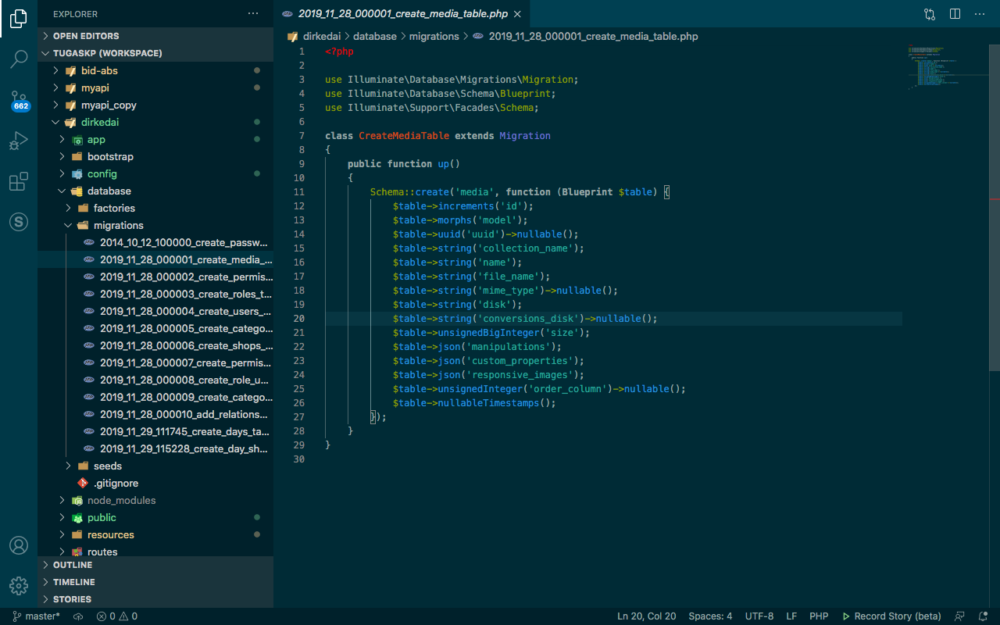 EXPLORER
2019_11_28_000001_create_media_table.php
OPEN EDITORS
TUGASKP (WORKSPACE)
bid-abs
myapi
myapi_copy
dirkedai
app
bootstrap
config
database
factories
migrations
2014_10_12_100000_create_passw...
2019_11_28_000001_create_media_...
2019_11_28_000002_create_permis...
2019_11_28_000003_create_roles_t...
2019_11_28_000004_create_users_...
2019_11_28_000005_create_catego...
2019_11_28_000006_create_shops_...
2019_11_28_000007_create_permis...
2019_11_28_000008_create_role_u...
2019_11_28_000009_create_catego...
2019_11_28_000010_add_relations...
2019_11_29_111745_create_days_ta...
2019_11_29_115228_create_day_sh...
seeds
.gitignore
node_modules
public
resources
routes
OUTLINE
TIMELINE
STORIES
662
S
dirkedai > database > migrations > 2019_11_28_000001_create_media_table.php
1 <?php
2
3 use Illuminate\Database\Migrations\Migration;
4 use Illuminate\Database\Schema\Blueprint;
5 use Illuminate\Support\Facades\Schema;
6
7 class CreateMediaTable extends Migration
8 {
9     public function up()
10     {
11         Schema::create('media', function (Blueprint $table) {
12             $table->increments('id');
13             $table->morphs('model');
14             $table->uuid('uuid')->nullable();
15             $table->string('collection_name');
16             $table->string('name');
17             $table->string('file_name');
18             $table->string('mime_type')->nullable();
19             $table->string('disk');
20             $table->string('conversions_disk')->nullable();
21             $table->unsignedBigInteger('size');
22             $table->json('manipulations');
23             $table->json('custom_properties');
24             $table->json('responsive_images');
25             $table->unsignedInteger('order_column')->nullable();
26             $table->nullableTimestamps();
27         });
28     }
29 }
30
master* 0 0 Ln 20, Col 20 Spaces: 4 UTF-8 LF PHP Record Story (beta)